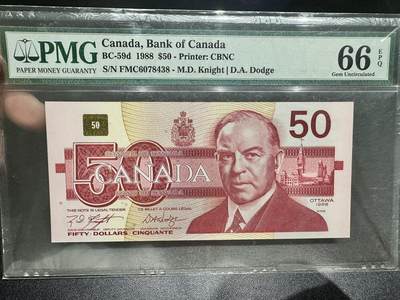 PMG
PAPER MONEY GUARANTY
Canada, Bank of Canada
BC-59d 1988 $50 - Printer: CBNC
S/N FMC6078438 - M.D. Knight | D.A. Dodge
66 EPQ
Gem Uncirculated
50
50
50
CANADA
THIS NOTE IS LEGAL TENDER
CE BILLET A COURS LEGAL
OTTAWA
1988
FIFTY·DOLLARS·CINQUANTE